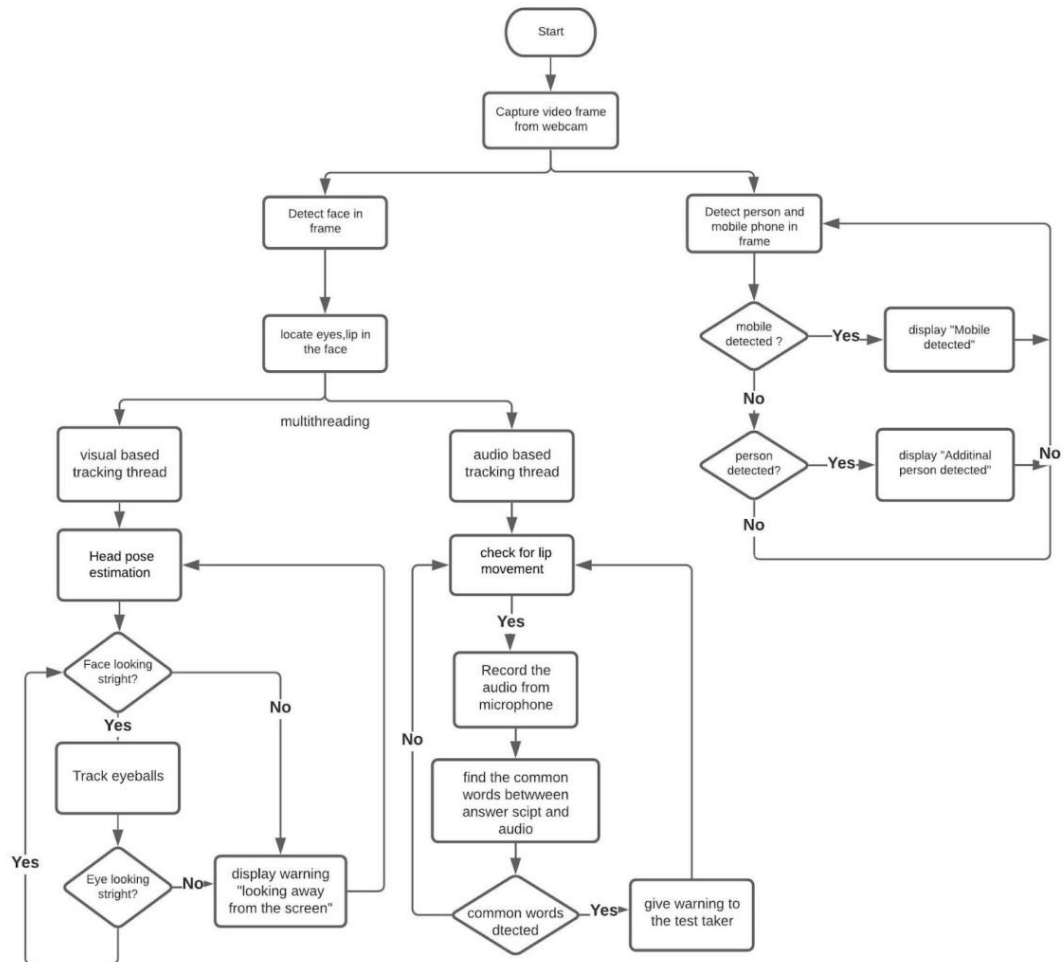 Start
Capture video frame
from webcam
Detect face in
frame
Detect person and
mobile phone in
frame
locate eyes,lip in
the face
mobile
detected ?
Yes
display "Mobile
detected"
No
multithreading
visual based
tracking thread
audio based
tracking thread
person
detected?
Yes
display "Additinal
person detected"
No
No
Head pose
estimation
check for lip
movement
Yes
Face looking
stright?
No
Yes
Record the
audio from
microphone
No
Track eyeballs
find the common
words betwween
answer scipt and
audio
Yes
Eye looking
stright?
No
display warning
"looking away
from the screen"
common words
dtected
Yes
give warning to
the test taker